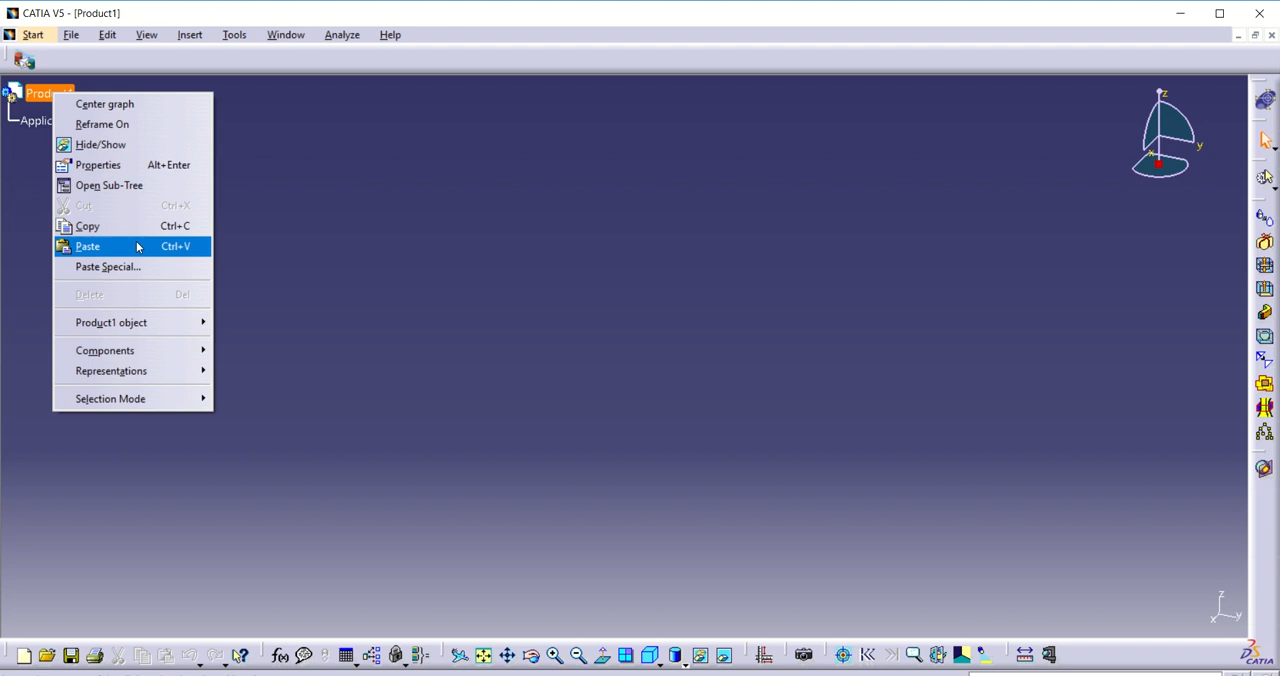 CATIA V5 - [Product1]
Start File Edit View Insert Tools Window Analyze Help
Applic
Center graph
Reframe On
Hide/Show
Properties Alt+Enter
Open Sub-Tree
Cut Ctrl+X
Copy Ctrl+C
Paste Ctrl+V
Paste Special...
Delete Del
Product1 object
Components
Representations
Selection Mode
z
y
x
z
y
x
f(x)
CATIA